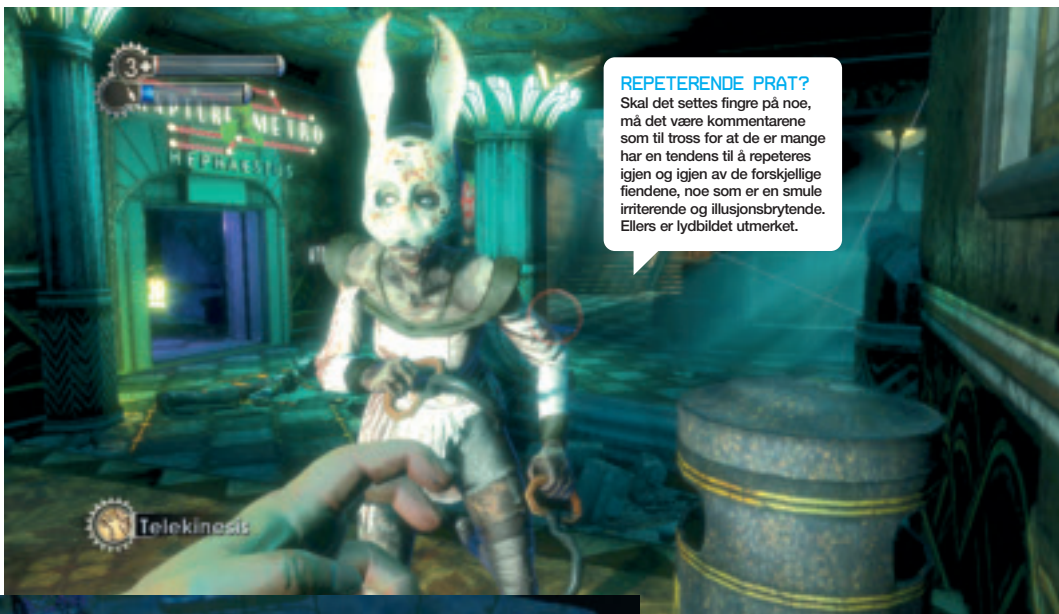 3+
RAPTURE METRO
HEPHAESTUS
REPETERENDE PRAT?
Skal det settes fingre på noe,
må det være kommentarene
som til tross for at de er mange
har en tendens til å repeteres
igjen og igjen av de forskjellige
fiendene, noe som er en smule
irriterende og illusjonsbrytende.
Ellers er lydbildet utmerket.
Telekinesis